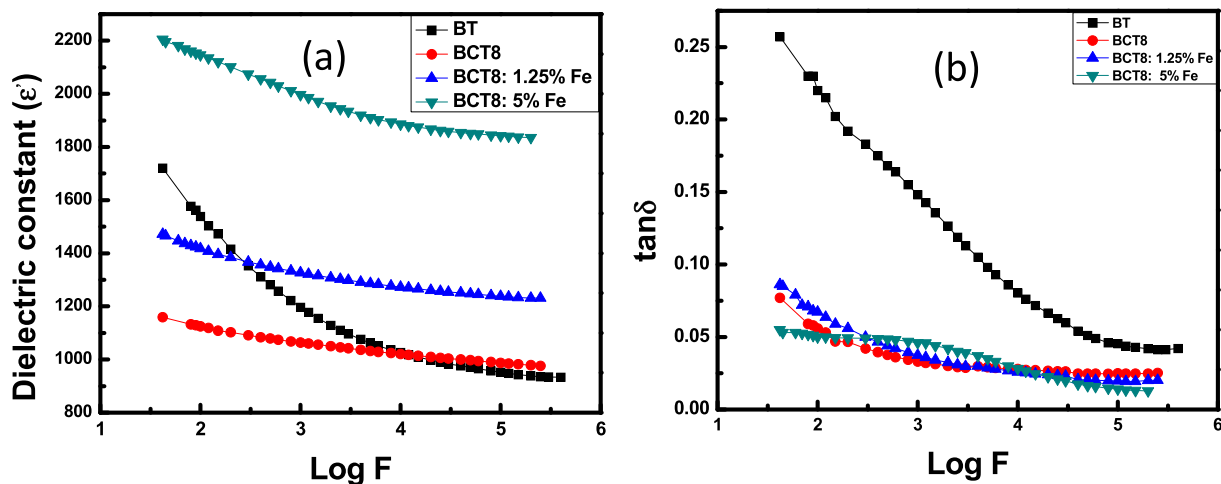 (a)
BT
BCT8
BCT8: 1.25% Fe
BCT8: 5% Fe
Dielectric constant (ε’)
2200
2000
1800
1600
1400
1200
1000
800
1 2 3 4 5 6
Log F
(b)
BT
BCT8
BCT8: 1.25% Fe
BCT8: 5% Fe
tanδ
0.25
0.20
0.15
0.10
0.05
0.00
1 2 3 4 5 6
Log F